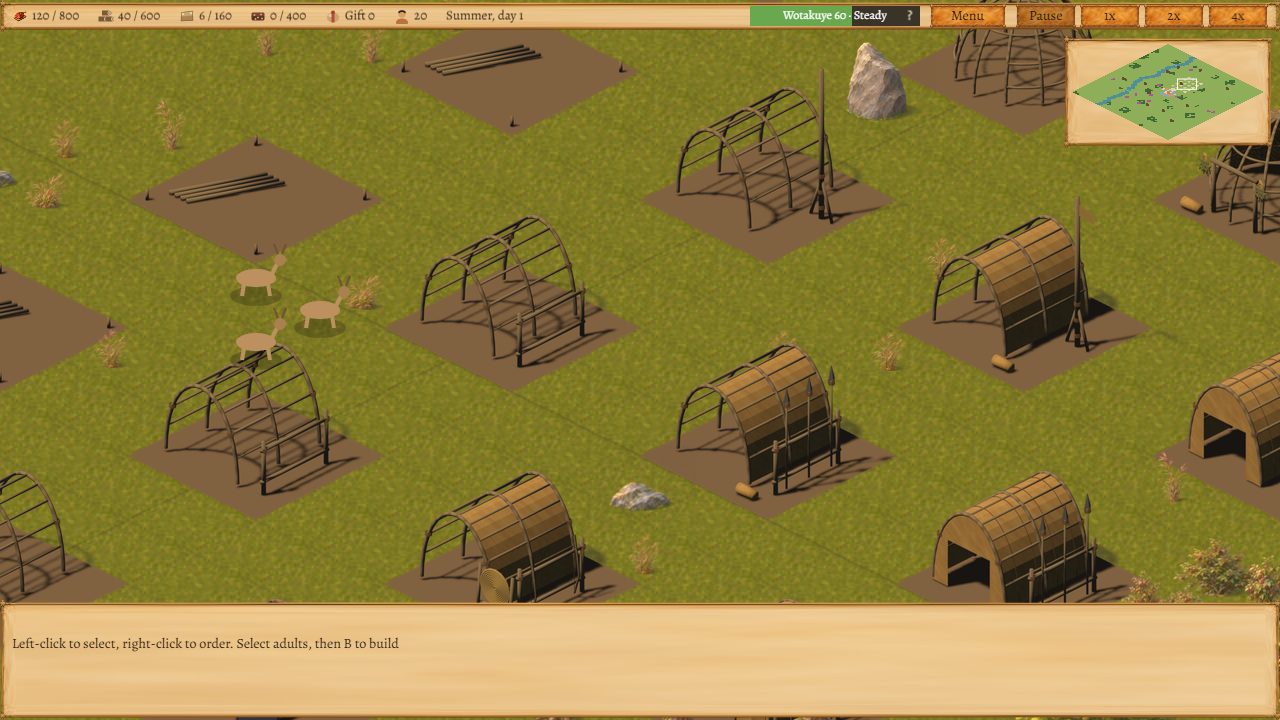 120 / 800 40 / 600 6 / 160 0 / 400 Gift 0 20 Summer, day 1 Wotakuye 60 - Steady ? Menu Pause 1x 2x 4x
Left-click to select, right-click to order. Select adults, then B to build